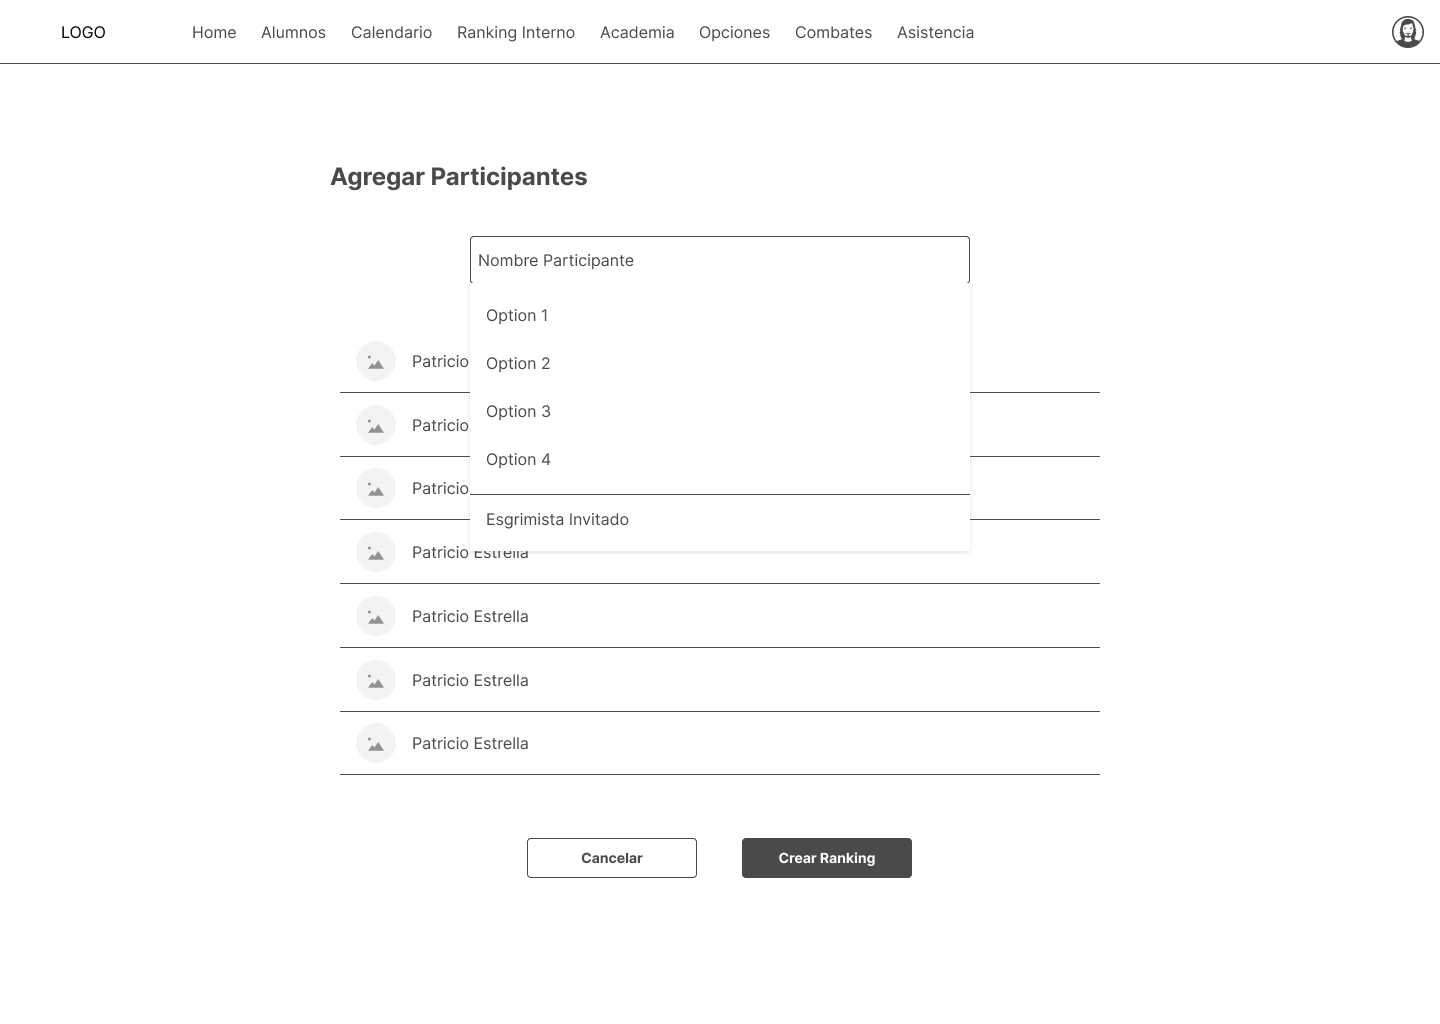 LOGO Home Alumnos Calendario Ranking Interno Academia Opciones Combates Asistencia
Agregar Participantes
Nombre Participante
Option 1
Patricio
Option 2
Option 3
Patricio
Option 4
Patricio
Esgrimista Invitado
Patricio Estrella
Patricio Estrella
Patricio Estrella
Patricio Estrella
Cancelar Crear Ranking